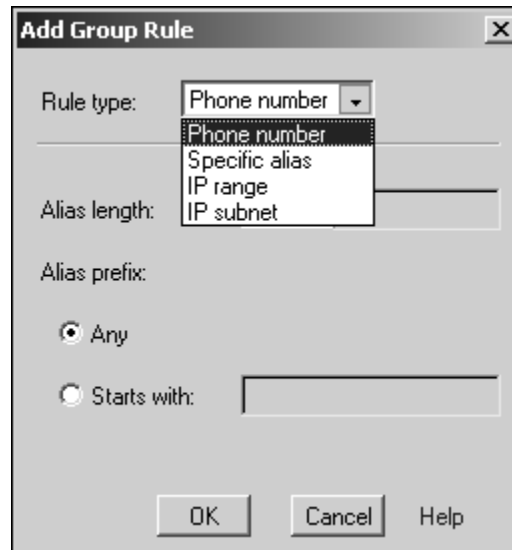 Add Group Rule
Rule type: Phone number
Phone number
Specific alias
IP range
IP subnet
Alias length:
Alias prefix:
Any
Starts with:
OK Cancel Help